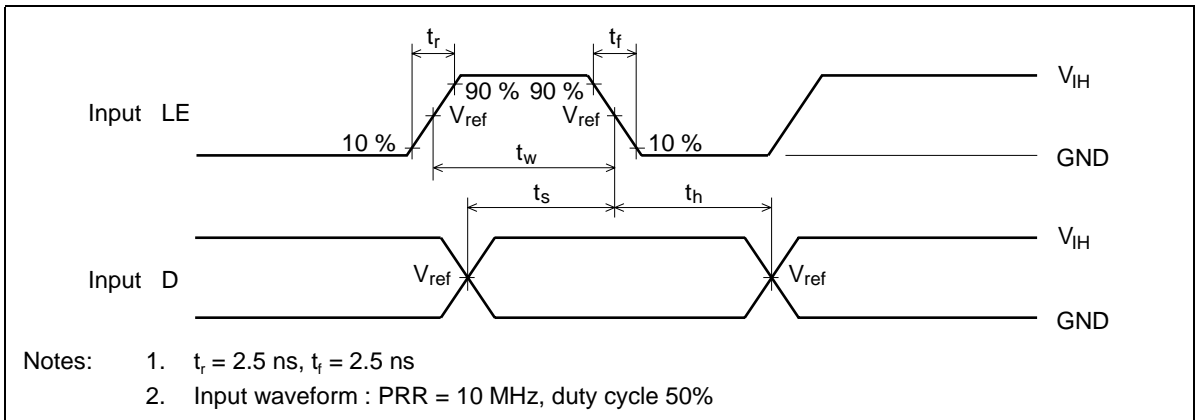 tr tf
90 % 90 % VIH
Input LE Vref Vref
10 % 10 %
tw GND
ts th
VIH
Input D Vref Vref
GND
Notes: 1. tr = 2.5 ns, tf = 2.5 ns
2. Input waveform : PRR = 10 MHz, duty cycle 50%